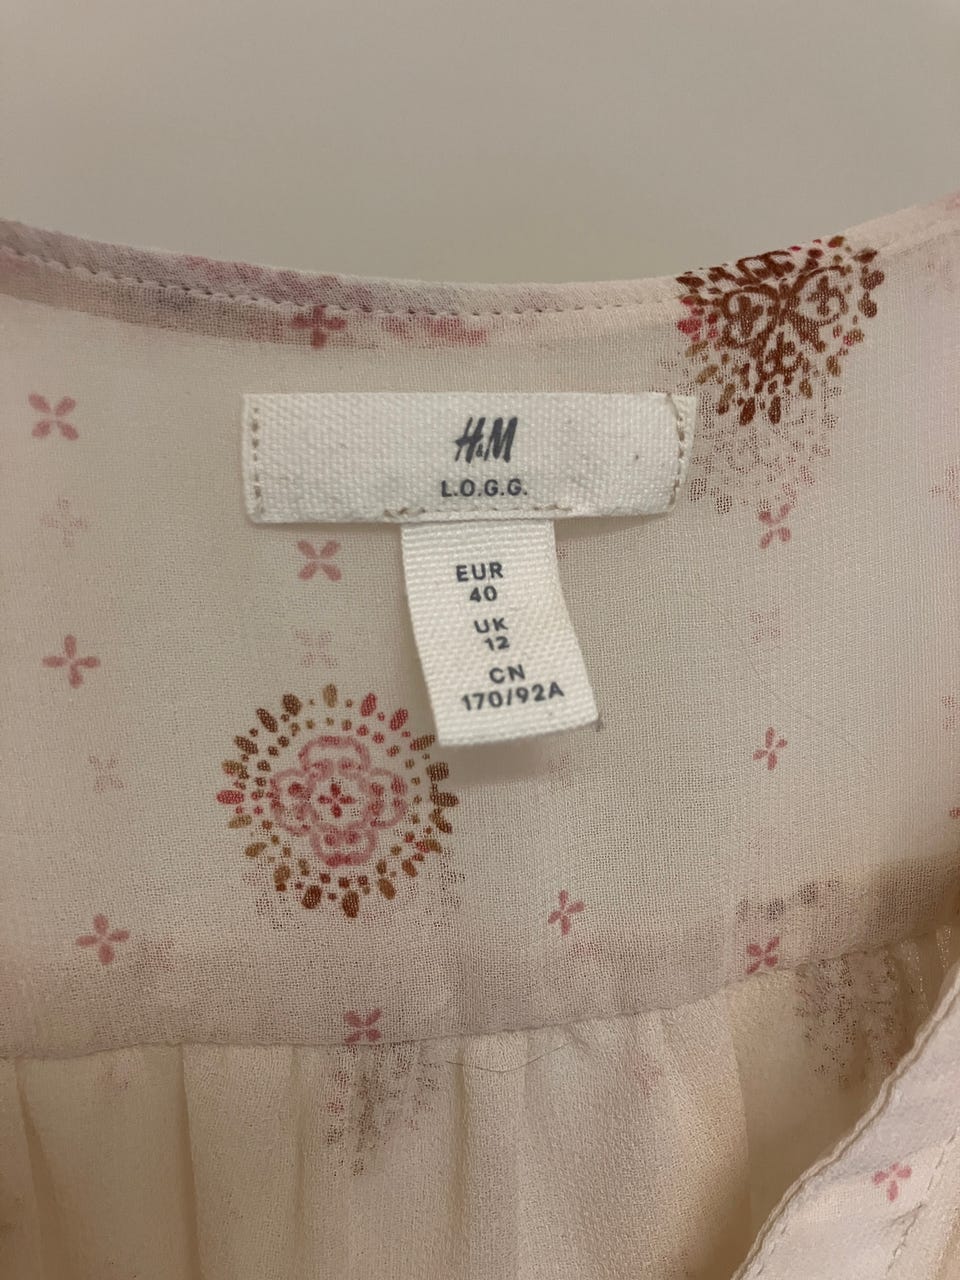 H&M
L.O.G.G.
EUR
40
UK
12
CN
170/92A